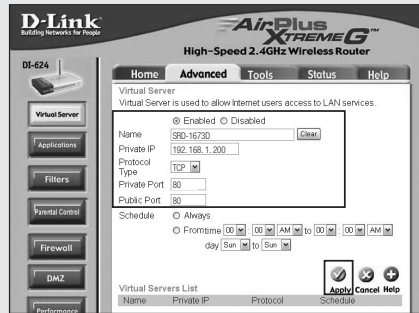 D-Link
Building Networks for People
AirPlus
XTREME G™
High-Speed 2.4GHz Wireless Router
DI-624
Home Advanced Tools Status Help
Virtual Server
Applications
Filters
Parental Control
Firewall
DMZ
Performance
Virtual Server
Virtual Server is used to allow Internet users access to LAN services.
Enabled Disabled
Name SRD-1673D Clear
Private IP 192.168.1.200
Protocol Type TCP
Private Port 80
Public Port 80
Schedule Always
From time 00 : 00 AM to 00 : 00 AM
day Sun to Sun
Apply Cancel Help
Virtual Servers List
Name Private IP Protocol Schedule